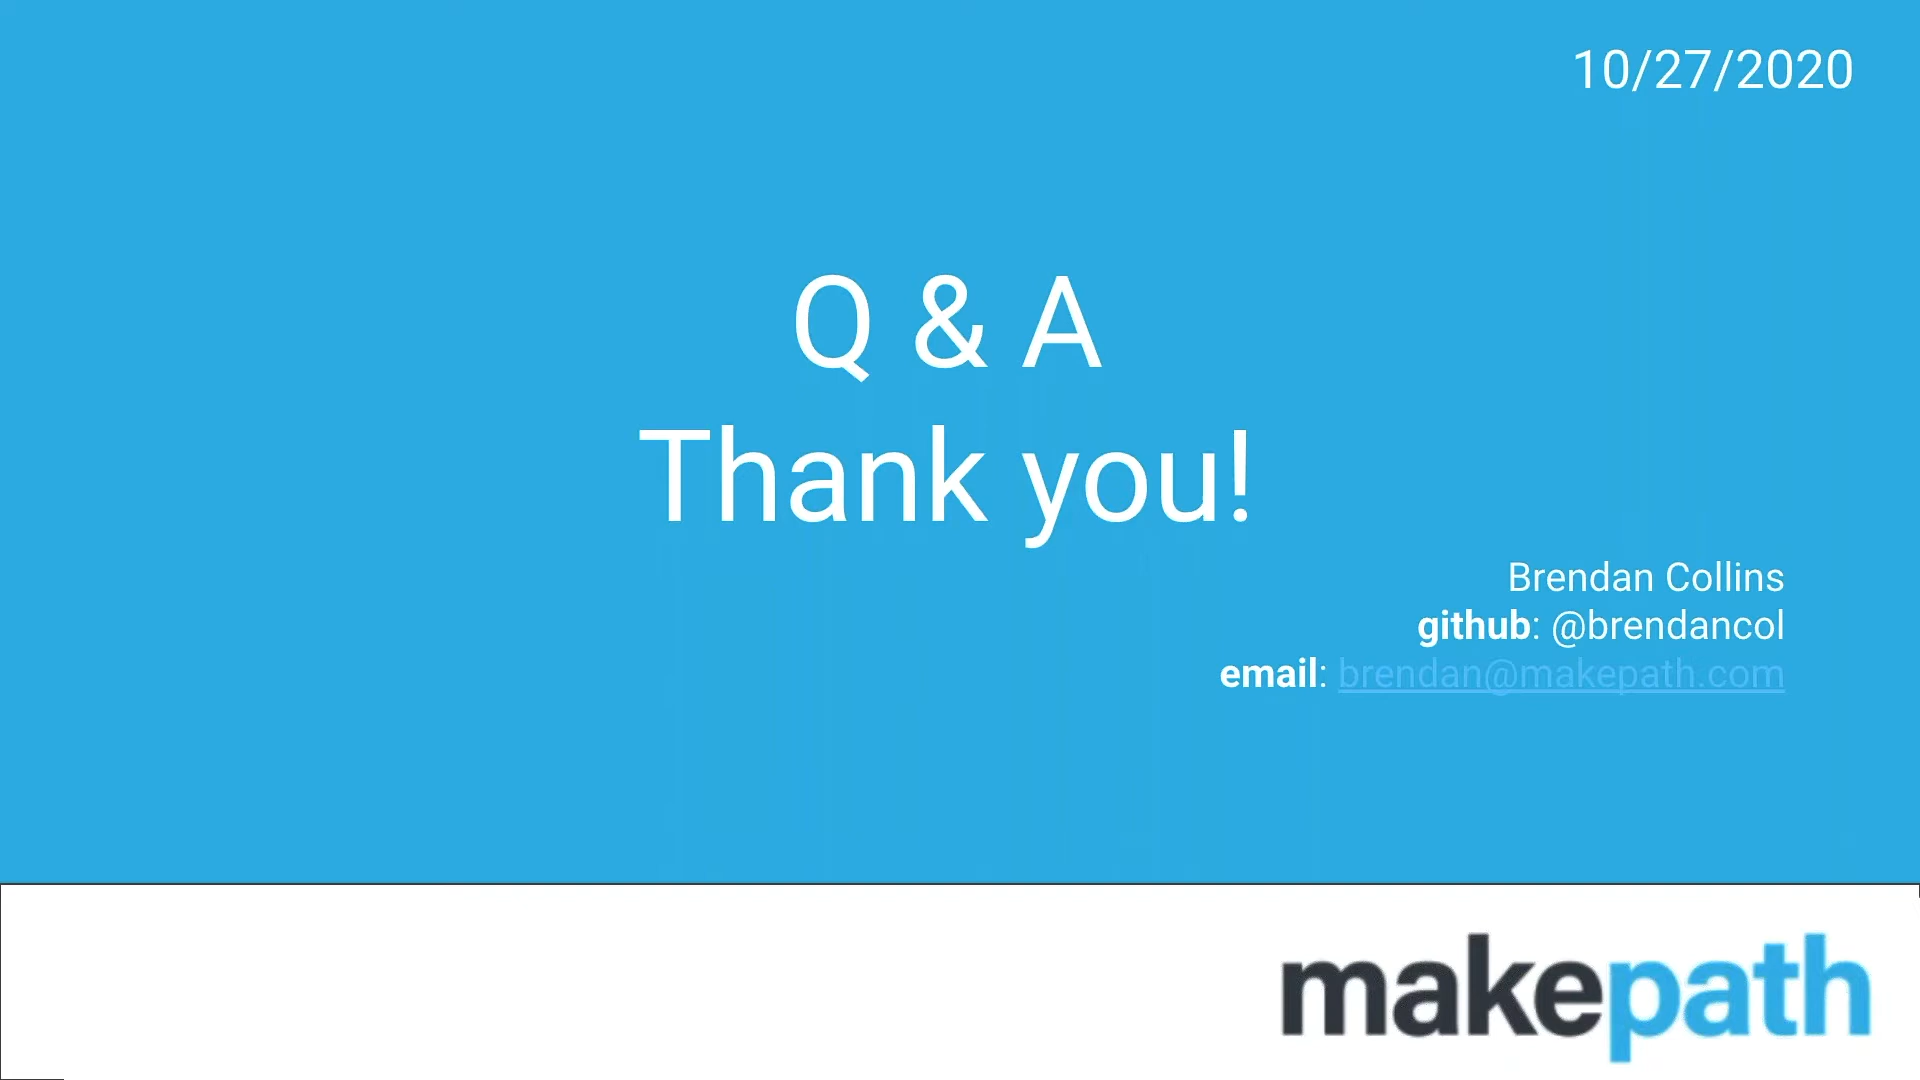 10/27/2020
Q & A
Thank you!
Brendan Collins
github: @brendancol
email: brendan@makepath.com
makepath